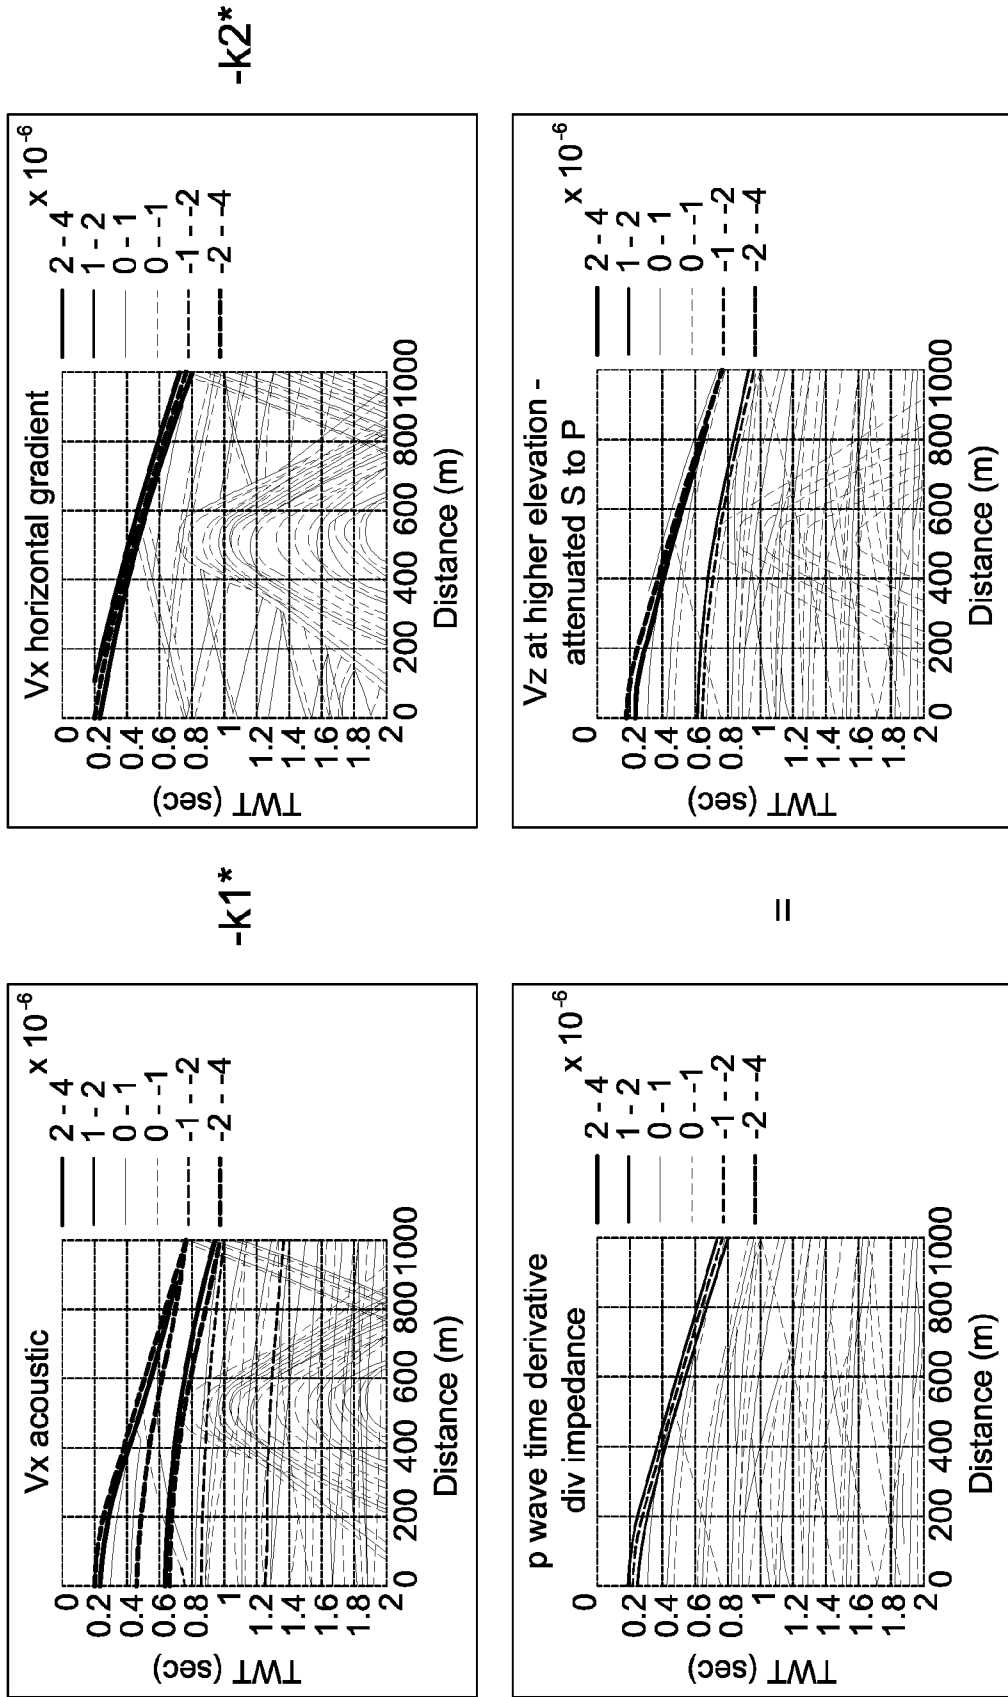 Vx acoustic
x 10-6
0
0.2
0.4
0.6
0.8
1
1.2
1.4
1.6
1.8
2
TWT (sec)
0 200 400 600 800 1000
Distance (m)
2 - 4
1 - 2
0 - 1
0 - -1
-1 - -2
-2 - -4
-k1*
Vx horizontal gradient
x 10-6
0
0.2
0.4
0.6
0.8
1
1.2
1.4
1.6
1.8
2
TWT (sec)
0 200 400 600 800 1000
Distance (m)
2 - 4
1 - 2
0 - 1
0 - -1
-1 - -2
-2 - -4
-k2*
p wave time derivative
div impedance
x 10-6
0
0.2
0.4
0.6
0.8
1
1.2
1.4
1.6
1.8
2
TWT (sec)
0 200 400 600 800 1000
Distance (m)
2 - 4
1 - 2
0 - 1
0 - -1
-1 - -2
-2 - -4
=
Vz at higher elevation -
attenuated S to P
x 10-6
0
0.2
0.4
0.6
0.8
1
1.2
1.4
1.6
1.8
2
TWT (sec)
0 200 400 600 800 1000
Distance (m)
2 - 4
1 - 2
0 - 1
0 - -1
-1 - -2
-2 - -4